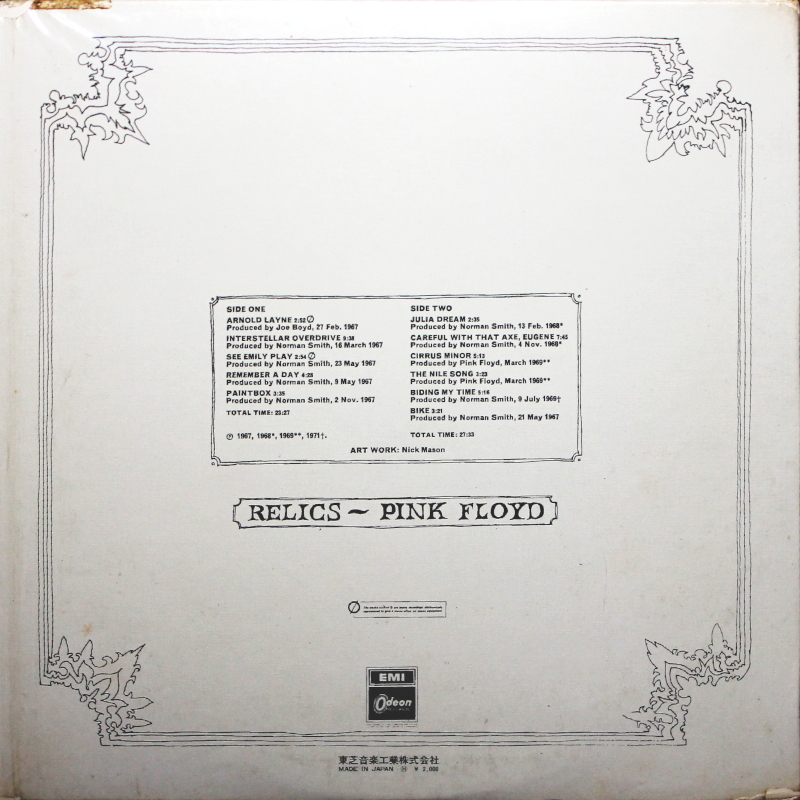 SIDE ONE
ARNOLD LAYNE 2:52 ∅
Produced by Joe Boyd, 27 Feb. 1967
INTERSTELLAR OVERDRIVE 9:38
Produced by Norman Smith, 16 March 1967
SEE EMILY PLAY 2:54 ∅
Produced by Norman Smith, 23 May 1967
REMEMBER A DAY 4:28
Produced by Norman Smith, 9 May 1967
PAINTBOX 3:35
Produced by Norman Smith, 2 Nov. 1967
TOTAL TIME: 23:27
℗ 1967, 1968*, 1969**, 1971†.
SIDE TWO
JULIA DREAM 2:35
Produced by Norman Smith, 13 Feb. 1968*
CAREFUL WITH THAT AXE, EUGENE 7:45
Produced by Norman Smith, 4 Nov. 1968*
CIRRUS MINOR 5:13
Produced by Pink Floyd, March 1969**
THE NILE SONG 3:23
Produced by Pink Floyd, March 1969**
BIDING MY TIME 5:16
Produced by Norman Smith, 9 July 1969†
BIKE 3:21
Produced by Norman Smith, 21 May 1967
TOTAL TIME: 27:33
ART WORK: Nick Mason
RELICS ~ PINK FLOYD
∅
EMI
Odeon
東芝音楽工業株式会社
MADE IN JAPAN Ⓗ ¥ 2,000